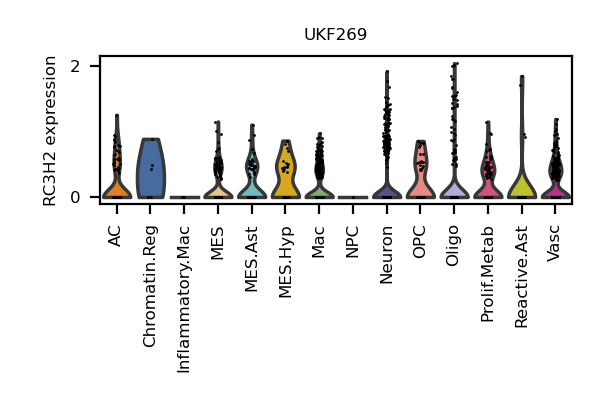 UKF269
RC3H2 expression
2
0
AC
Chromatin.Reg
Inflammatory.Mac
MES
MES.Ast
MES.Hyp
Mac
NPC
Neuron
OPC
Oligo
Prolif.Metab
Reactive.Ast
Vasc